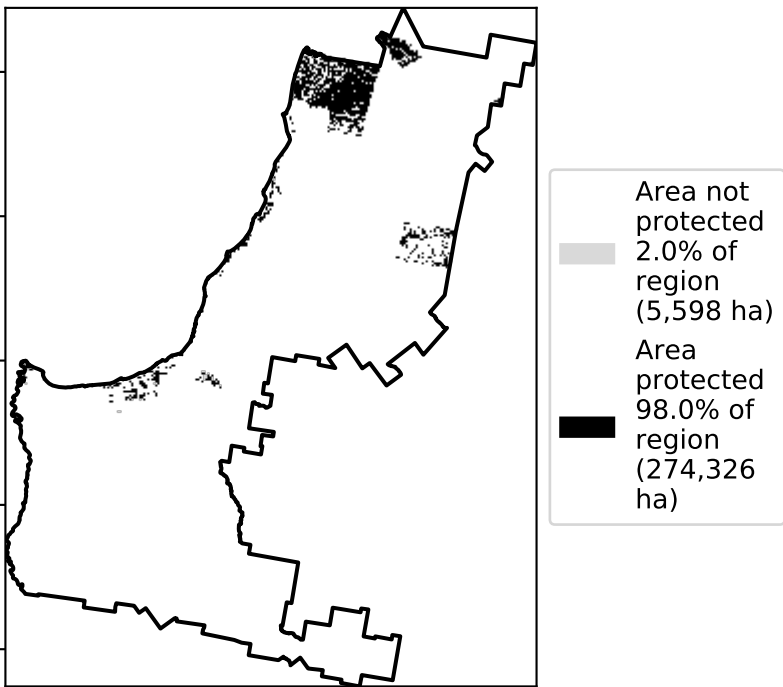 Area not
protected
2.0% of
region
(5,598 ha)
Area
protected
98.0% of
region
(274,326
ha)